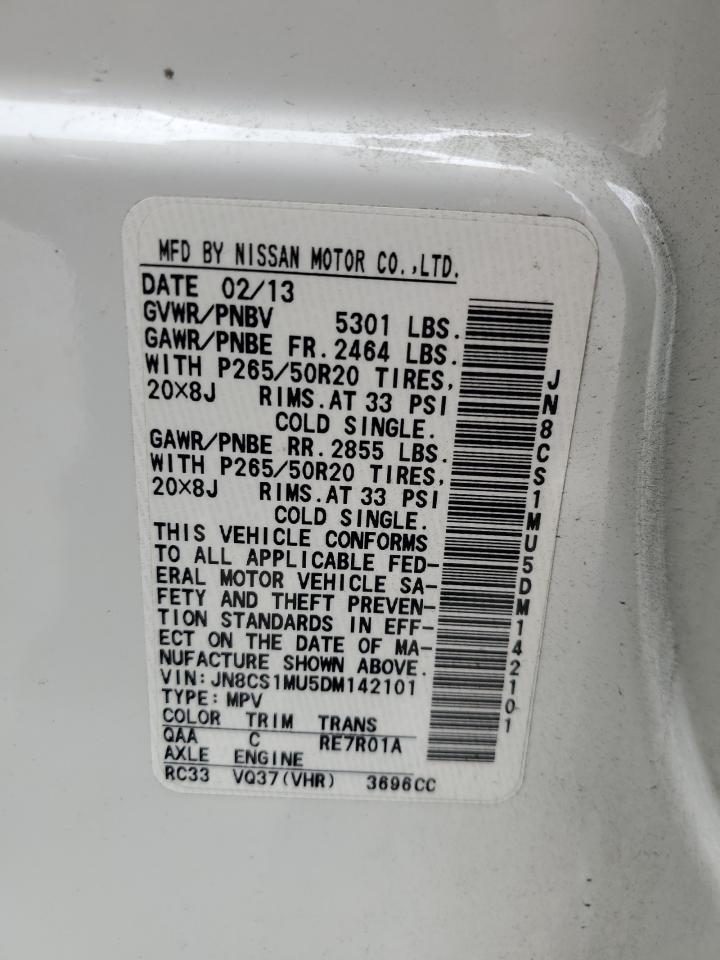 MFD BY NISSAN MOTOR CO.,LTD.
DATE 02/13
GVWR/PNBV 5301 LBS.
GAWR/PNBE FR. 2464 LBS.
WITH P265/50R20 TIRES,
20×8J RIMS.AT 33 PSI
COLD SINGLE.
GAWR/PNBE RR. 2855 LBS.
WITH P265/50R20 TIRES,
20×8J RIMS.AT 33 PSI
COLD SINGLE.
THIS VEHICLE CONFORMS
TO ALL APPLICABLE FED-
ERAL MOTOR VEHICLE SA-
FETY AND THEFT PREVEN-
TION STANDARDS IN EFF-
ECT ON THE DATE OF MA-
NUFACTURE SHOWN ABOVE.
VIN:JN8CS1MU5DM142101
TYPE: MPV
COLOR TRIM TRANS
QAA C RE7R01A
AXLE ENGINE
RC33 VQ37(VHR) 3696CC
JN8CS1MU5DM142101